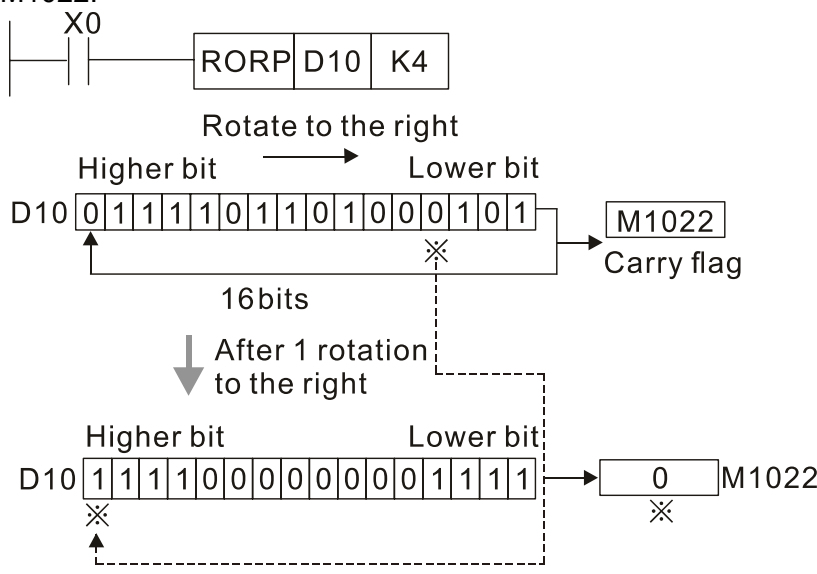 M1022.
X0
RORP D10 K4
Rotate to the right
Higher bit Lower bit
D10 0 1 1 1 1 0 1 1 0 1 0 0 0 1 0 1 M1022
※ Carry flag
16bits
After 1 rotation
to the right
Higher bit Lower bit
D10 1 1 1 1 0 0 0 0 0 0 0 0 1 1 1 1 0 M1022
※ ※